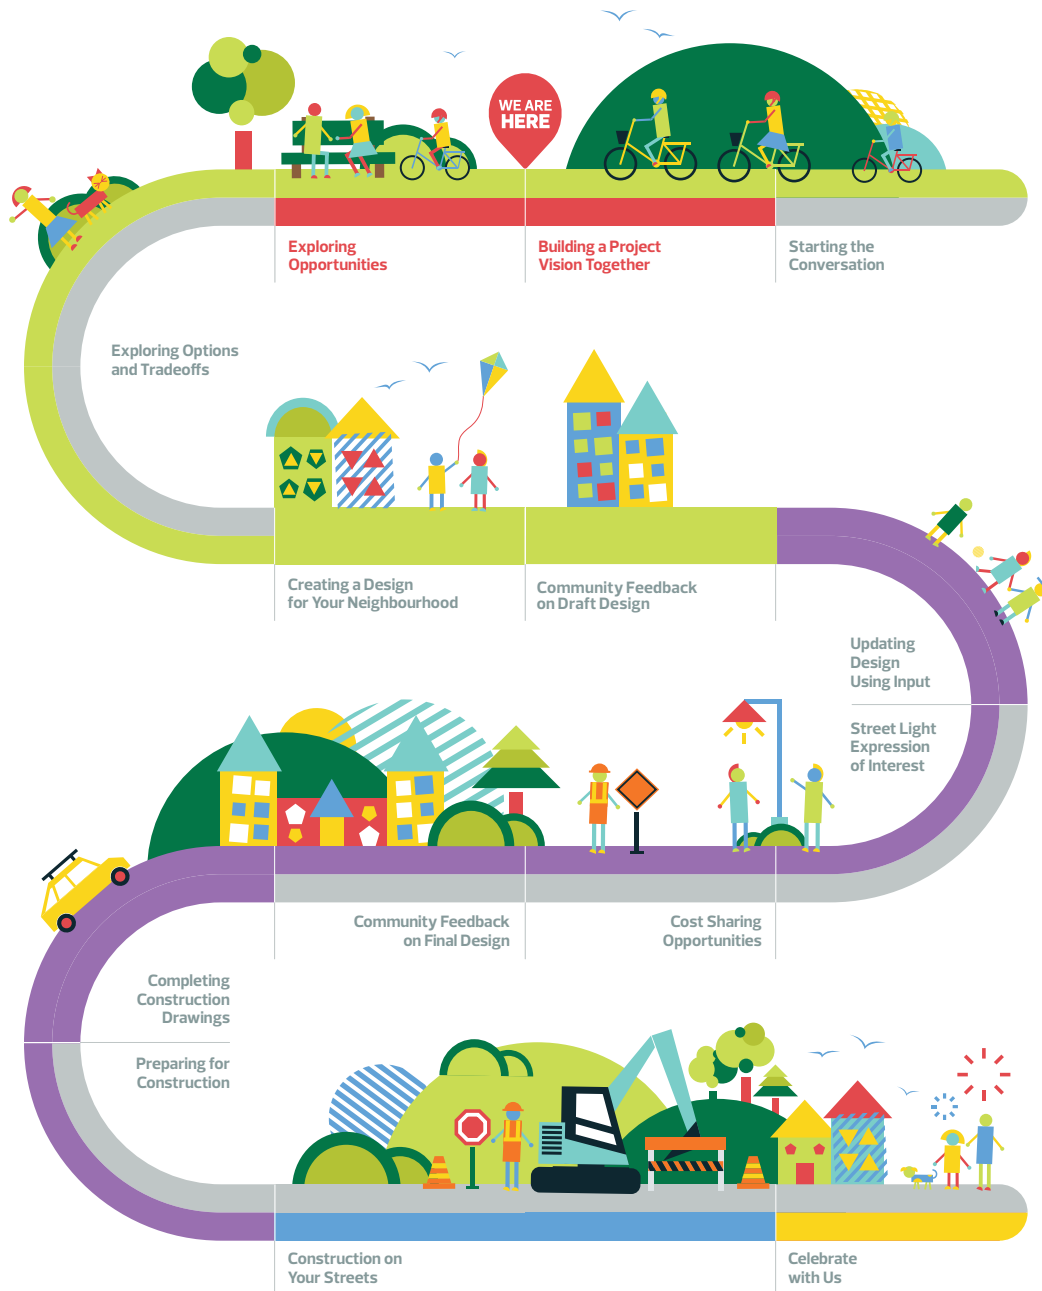 WE ARE
HERE
Exploring
Opportunities
Building a Project
Vision Together
Starting the
Conversation
Exploring Options
and Tradeoffs
Creating a Design
for Your Neighbourhood
Community Feedback
on Draft Design
Updating
Design
Using Input
Street Light
Expression
of Interest
Community Feedback
on Final Design
Cost Sharing
Opportunities
Completing
Construction
Drawings
Preparing for
Construction
Construction on
Your Streets
Celebrate
with Us